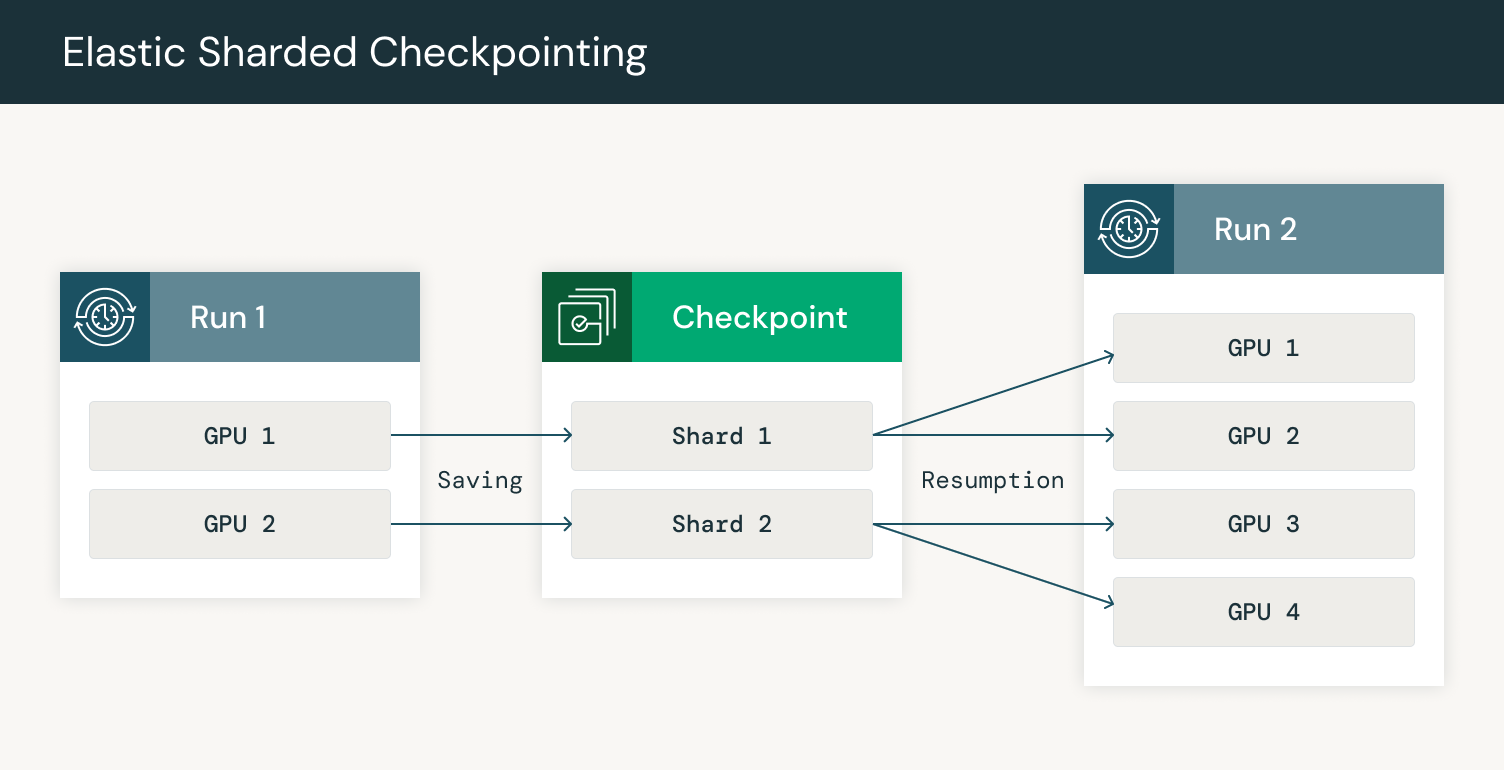 Elastic Sharded Checkpointing
Run 1
GPU 1
GPU 2
Saving
Checkpoint
Shard 1
Shard 2
Resumption
Run 2
GPU 1
GPU 2
GPU 3
GPU 4